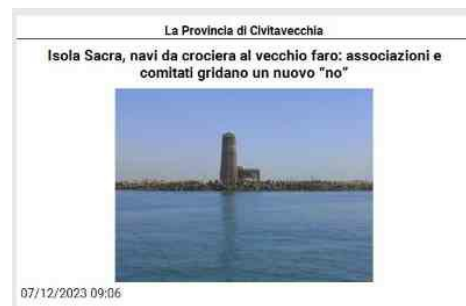 La Provincia di Civitavecchia
Isola Sacra, navi da crociera al vecchio faro: associazioni e
comitati gridano un nuovo "no"
07/12/2023 09:06